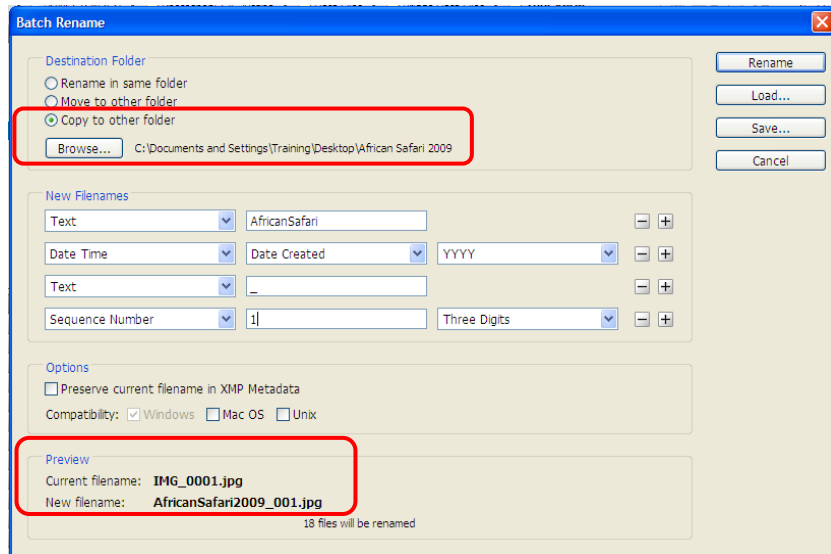 Batch Rename
Destination Folder
Rename in same folder
Move to other folder
Copy to other folder
Browse... C:\Documents and Settings\Training\Desktop\African Safari 2009
Rename
Load...
Save...
Cancel
New Filenames
Text AfricanSafari
Date Time Date Created YYYY
Text _
Sequence Number 1 Three Digits
Options
Preserve current filename in XMP Metadata
Compatibility: Windows Mac OS Unix
Preview
Current filename: IMG_0001.jpg
New filename: AfricanSafari2009_001.jpg
18 files will be renamed